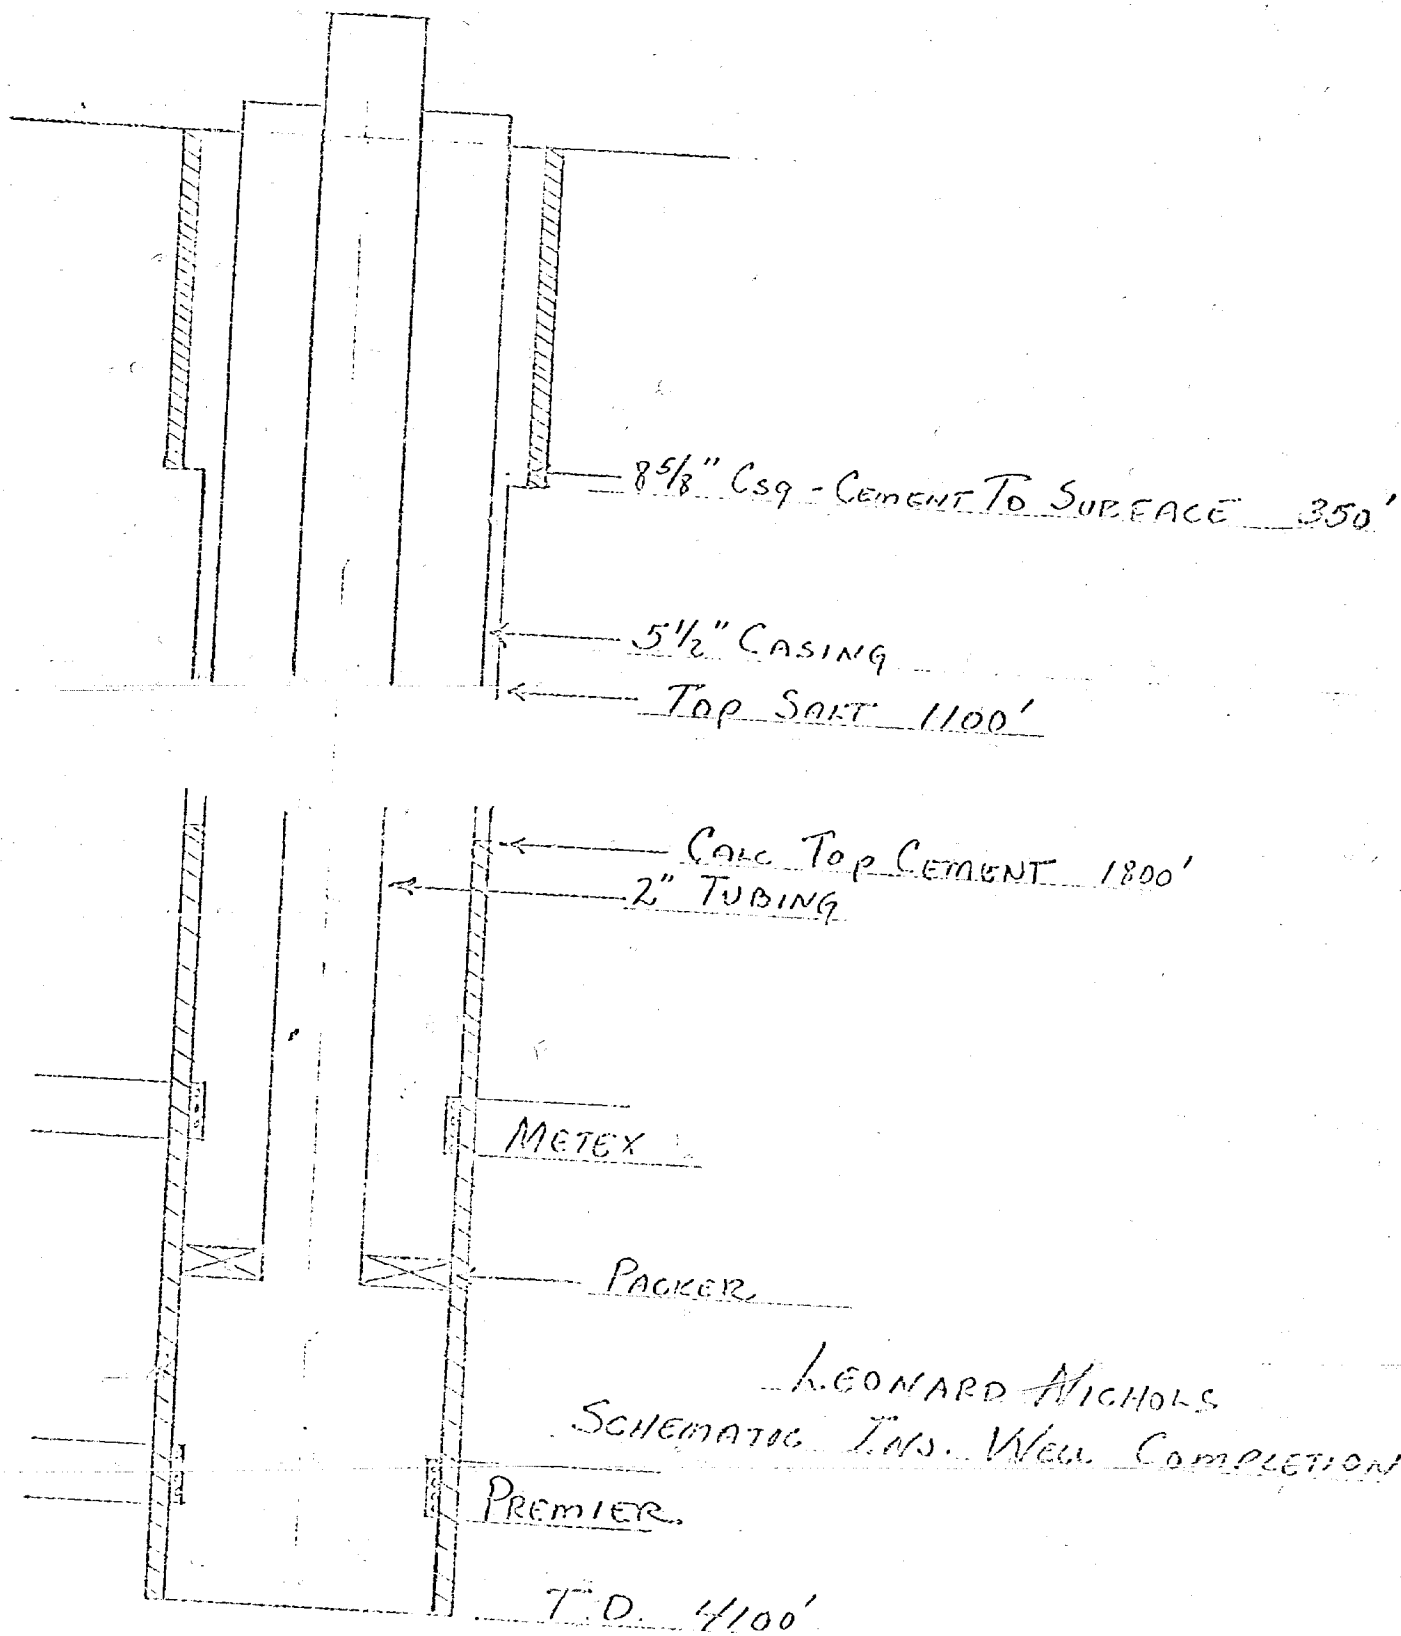 8 5/8" Csg - CEMENT TO SURFACE 350'
5 1/2" CASING
TOP SALT 1100'
CALC TOP CEMENT 1800'
2" TUBING
METEX
PACKER
LEONARD NICHOLS
SCHEMATIC INJ. WELL COMPLETION
PREMIER.
T.D. 4100'